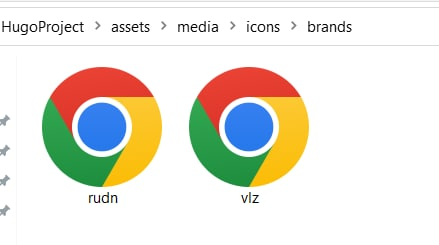 HugoProject > assets > media > icons > brands
rudn
vlz